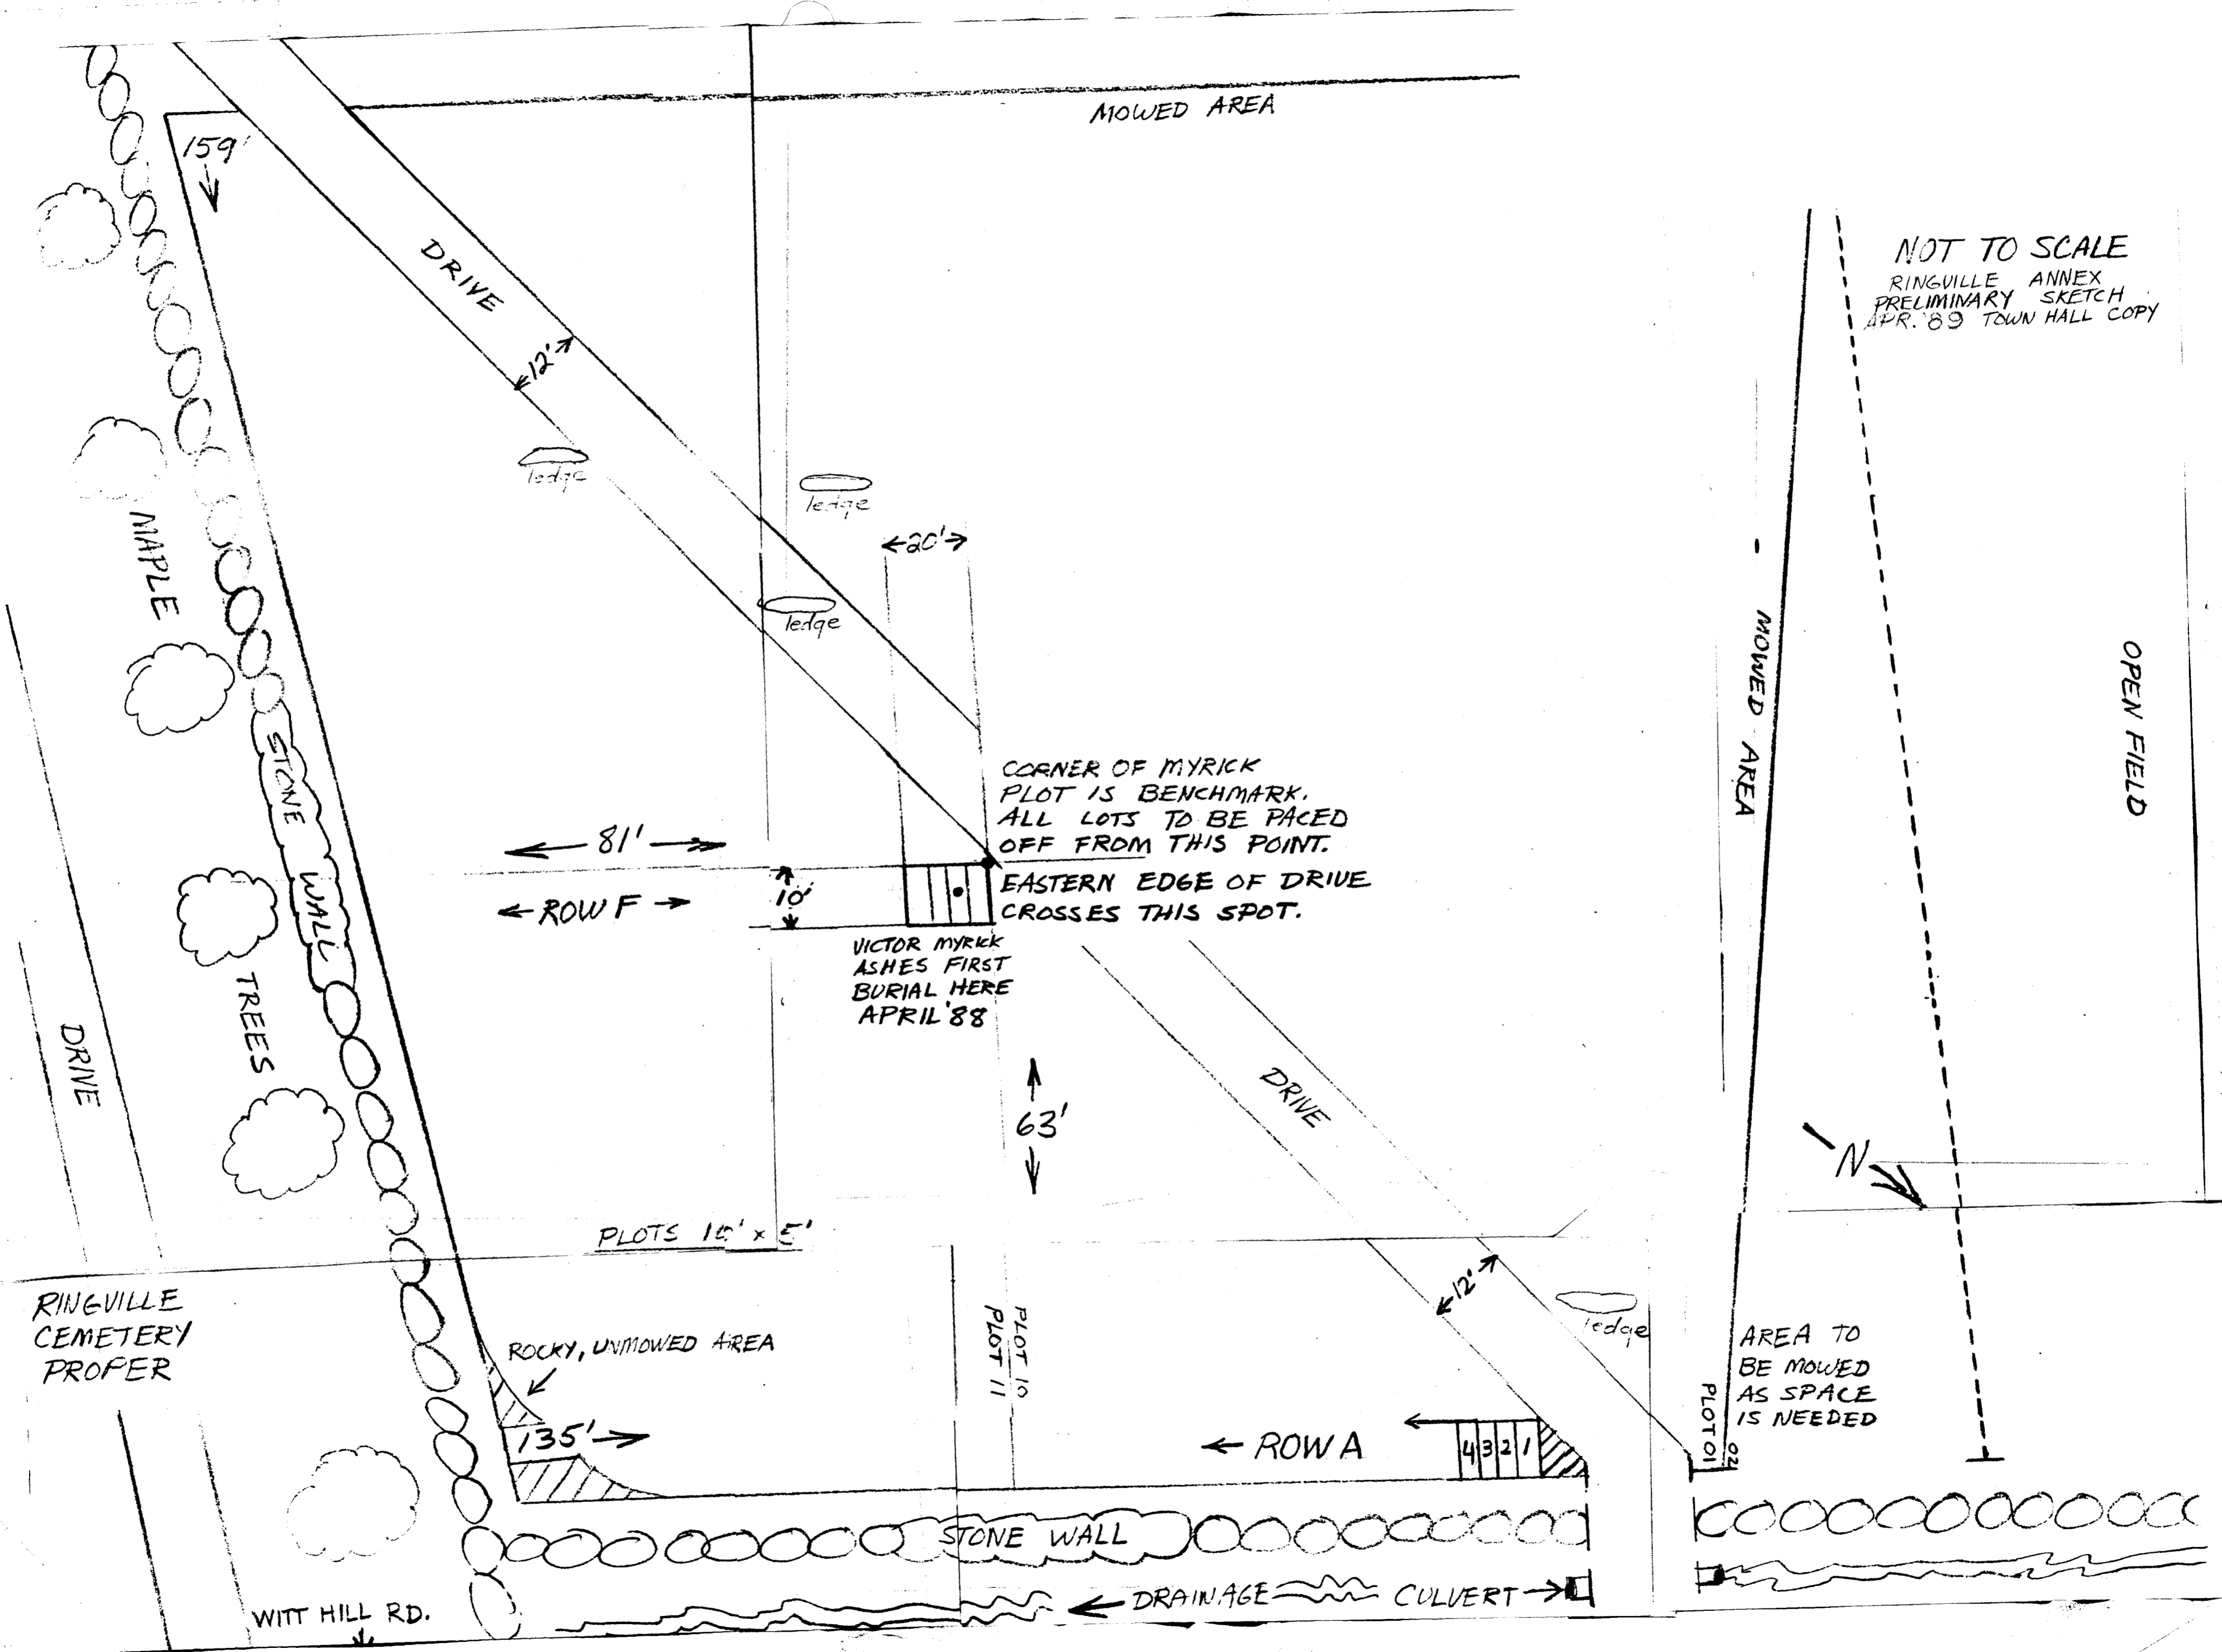 MOWED AREA
159'
DRIVE
12'
NOT TO SCALE
RINGVILLE ANNEX
PRELIMINARY SKETCH
APR. '89 TOWN HALL COPY
ledge
ledge
20'
ledge
MAPLE
MOWED AREA
OPEN FIELD
STONE WALL
CORNER OF MYRICK
PLOT IS BENCHMARK.
ALL LOTS TO BE PACED
OFF FROM THIS POINT.
81'
10'
ROW F
EASTERN EDGE OF DRIVE
CROSSES THIS SPOT.
VICTOR MYRICK
ASHES FIRST
BURIAL HERE
APRIL '88
TREES
DRIVE
DRIVE
63'
N
PLOTS 10' x 5'
12'
RINGVILLE
CEMETERY
PROPER
ROCKY, UNMOWED AREA
PLOT 10
PLOT 11
ledge
AREA TO
BE MOWED
AS SPACE
IS NEEDED
PLOT 01
02
135'
ROW A
4 3 2 1
STONE WALL
DRAINAGE
CULVERT
WITT HILL RD.